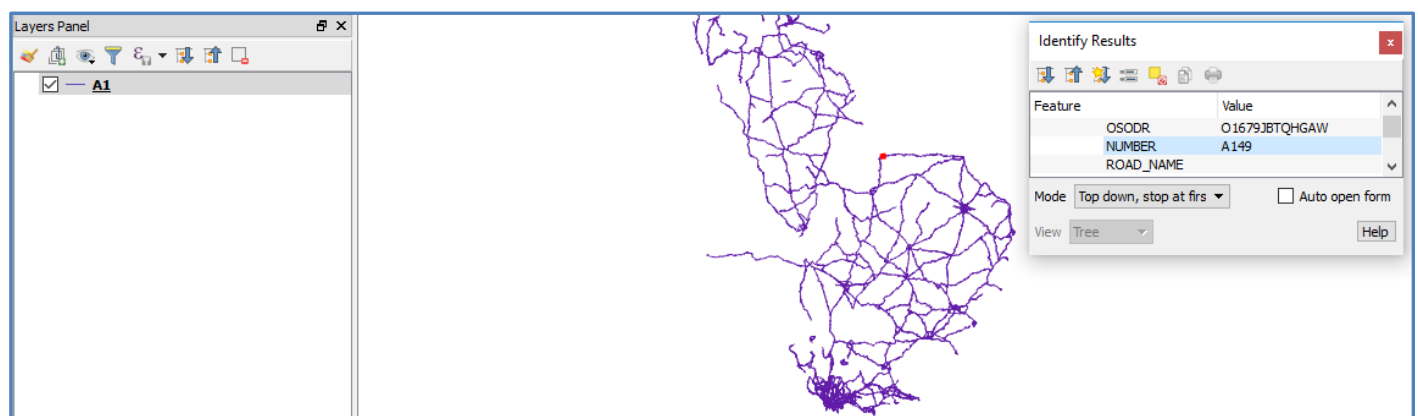 Layers Panel
A1
Identify Results
Feature Value
OSODR O1679JBTQHGAW
NUMBER A149
ROAD_NAME
Mode Top down, stop at firs Auto open form
View Tree Help